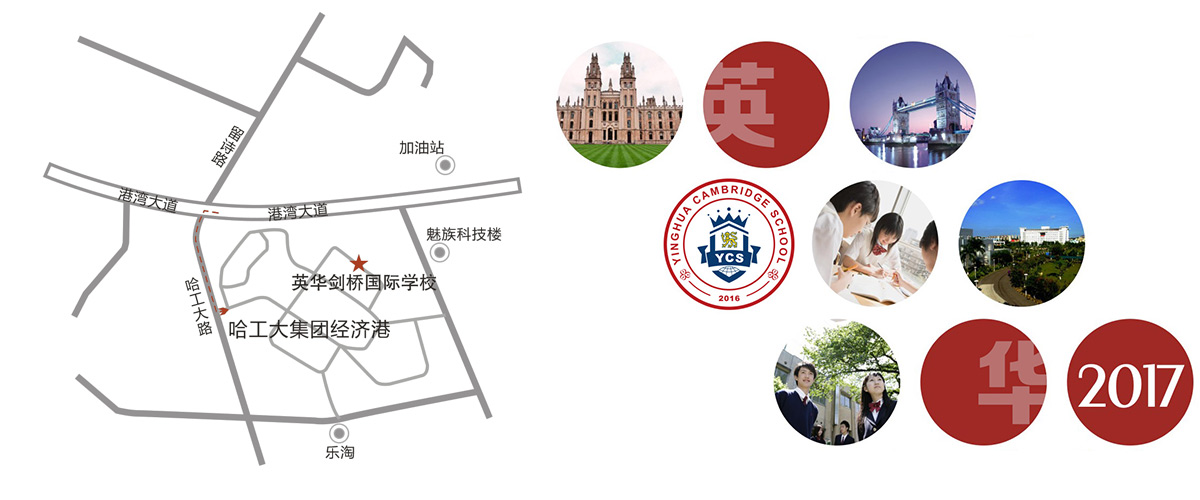 留诗路
加油站
港湾大道
港湾大道
魅族科技楼
英华剑桥国际学校
哈工大路
哈工大集团经济港
乐淘
英
YINGHUA CAMBRIDGE SCHOOL
YCS
2016
华
2017